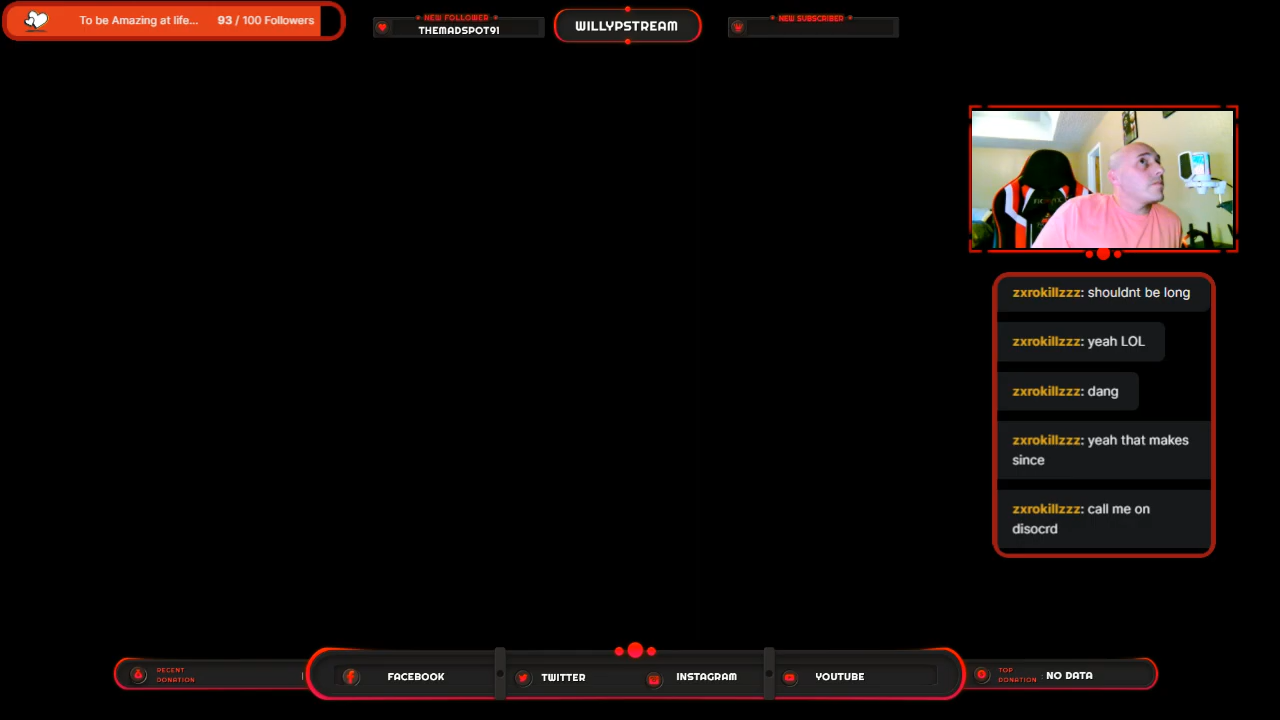 To be Amazing at life... 93 / 100 Followers
NEW FOLLOWER
THEMADSPOT91
WILLYPSTREAM
NEW SUBSCRIBER
zxrokillzzz: shouldnt be long
zxrokillzzz: yeah LOL
zxrokillzzz: dang
zxrokillzzz: yeah that makes
since
zxrokillzzz: call me on
disocrd
RECENT
DONATION
FACEBOOK
TWITTER
INSTAGRAM
YOUTUBE
TOP
DONATION : NO DATA